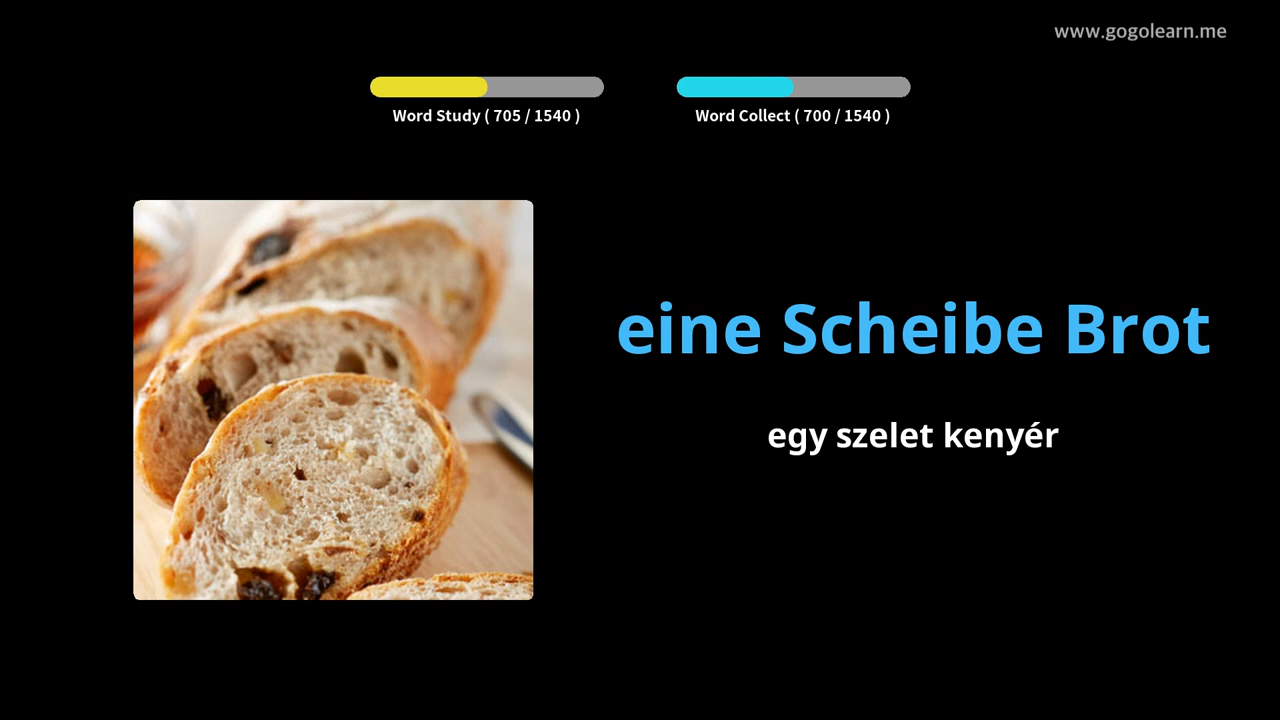 www.gogolearn.me
Word Study ( 705 / 1540 )
Word Collect ( 700 / 1540 )
eine Scheibe Brot
egy szelet kenyér